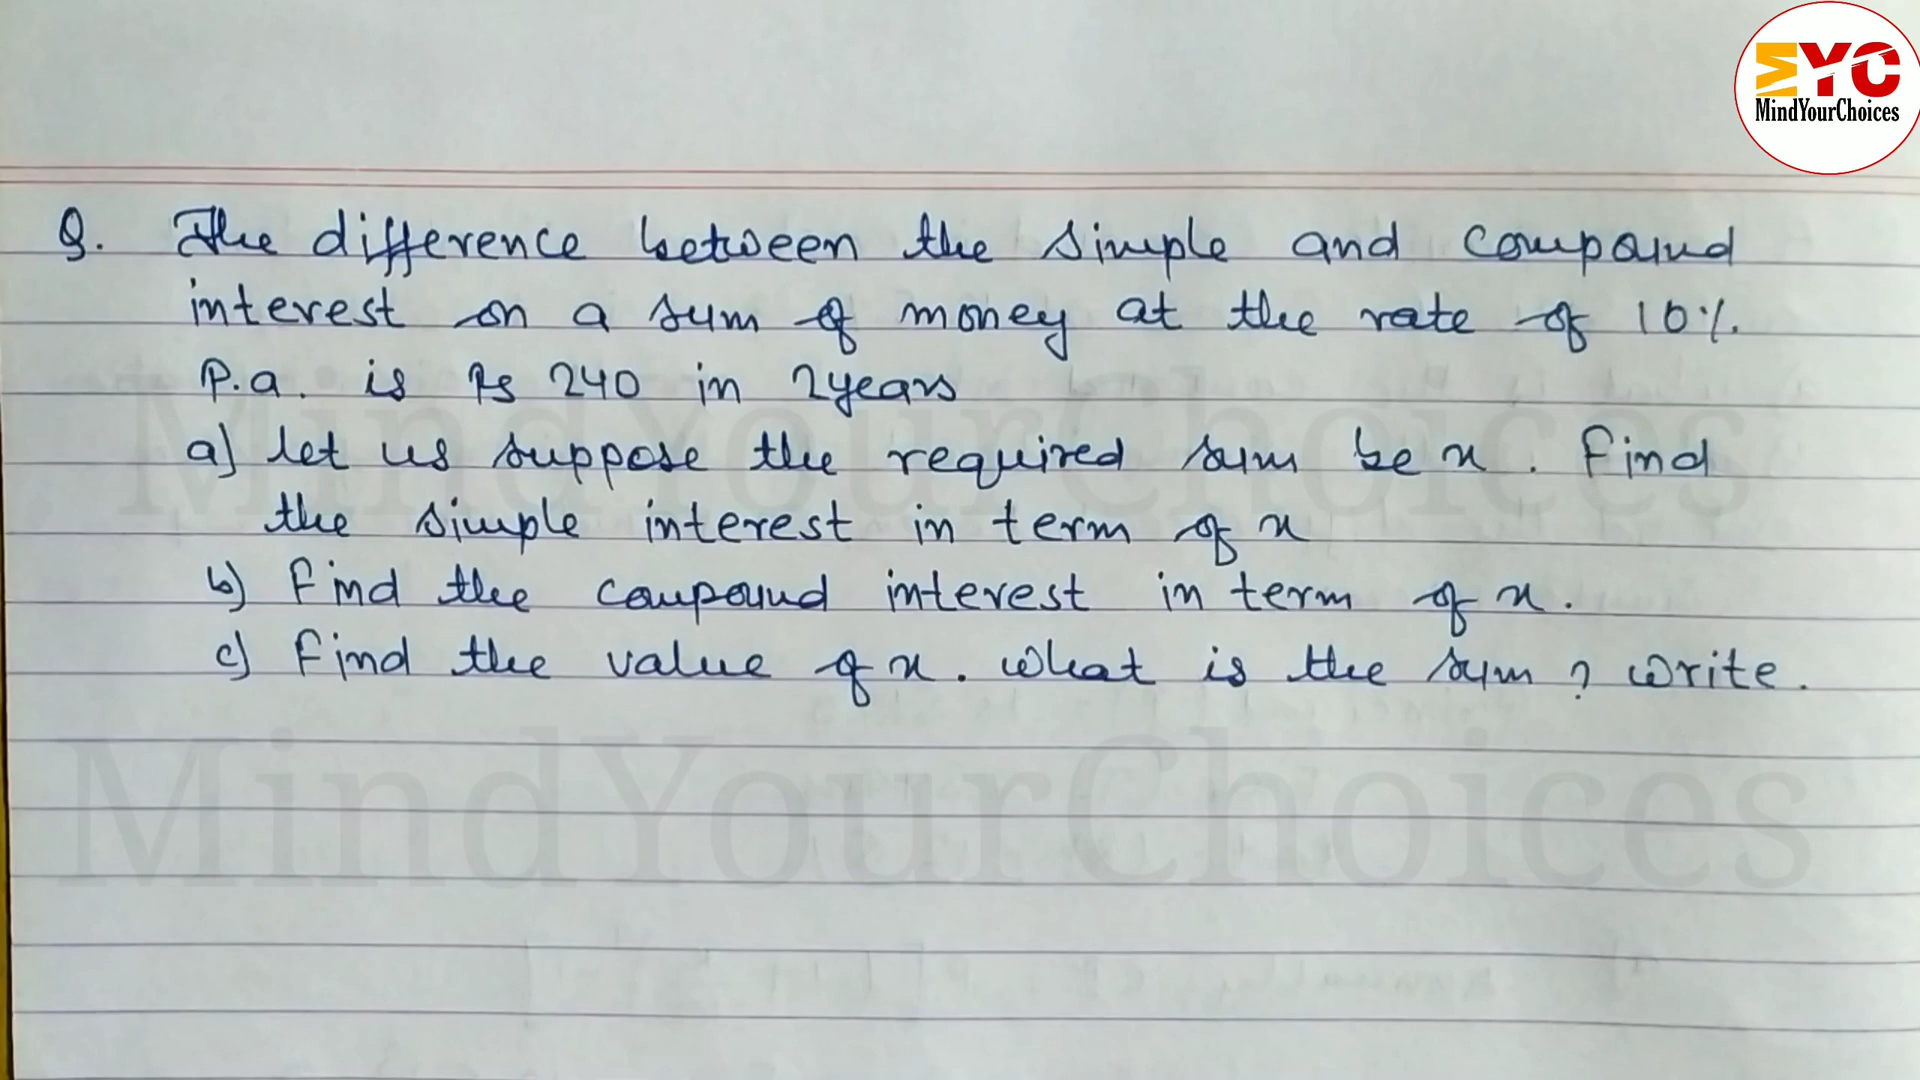 MYC
MindYourChoices
Q. The difference between the simple and compound
interest on a sum of money at the rate of 10%
P.a. is Rs 240 in 2years
a) let us suppose the required sum be x. Find
the simple interest in term of x
b) Find the compound interest in term of x.
c) Find the value of x. What is the sum? Write.
MindYourChoices
MindYourChoices